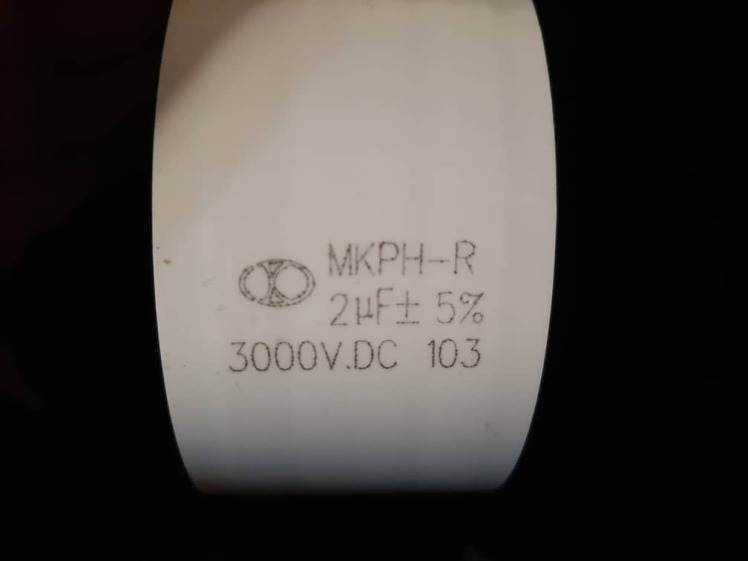 MKPH-R
2µF± 5%
3000V.DC 103